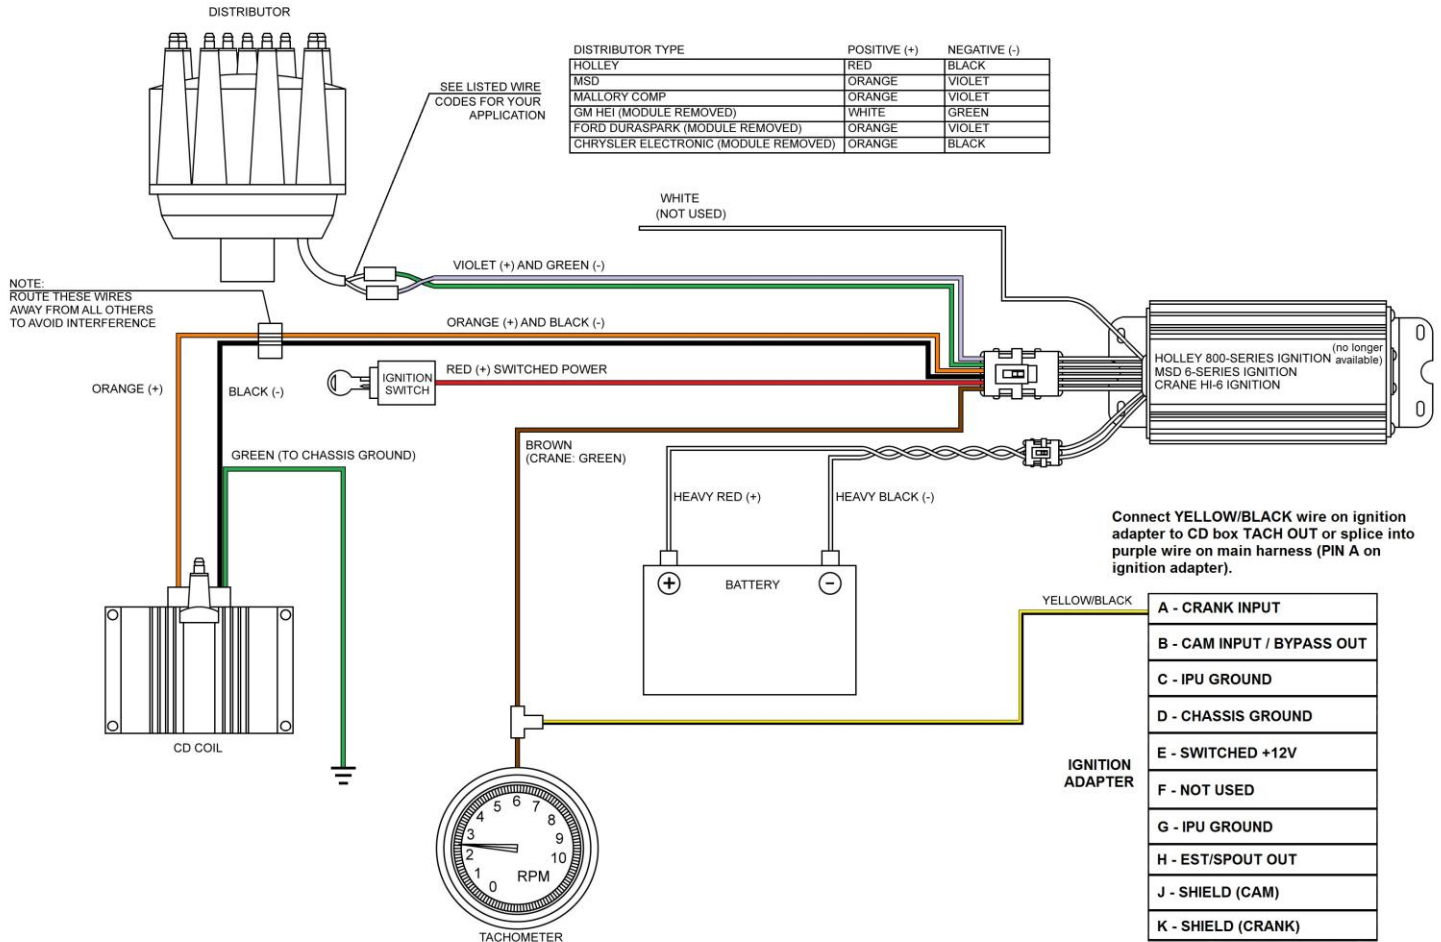 DISTRIBUTOR
DISTRIBUTOR TYPE POSITIVE (+) NEGATIVE (-)
HOLLEY RED BLACK
MSD ORANGE VIOLET
MALLORY COMP ORANGE VIOLET
GM HEI (MODULE REMOVED) WHITE GREEN
FORD DURASPARK (MODULE REMOVED) ORANGE VIOLET
CHRYSLER ELECTRONIC (MODULE REMOVED) ORANGE BLACK
SEE LISTED WIRE
CODES FOR YOUR
APPLICATION
WHITE
(NOT USED)
VIOLET (+) AND GREEN (-)
NOTE:
ROUTE THESE WIRES
AWAY FROM ALL OTHERS
TO AVOID INTERFERENCE
ORANGE (+) AND BLACK (-)
HOLLEY 800-SERIES IGNITION (no longer available)
MSD 6-SERIES IGNITION
CRANE HI-6 IGNITION
RED (+) SWITCHED POWER
IGNITION
SWITCH
ORANGE (+)
BLACK (-)
BROWN
(CRANE: GREEN)
GREEN (TO CHASSIS GROUND)
HEAVY RED (+)
HEAVY BLACK (-)
Connect YELLOW/BLACK wire on ignition
adapter to CD box TACH OUT or splice into
purple wire on main harness (PIN A on
ignition adapter).
+
BATTERY
-
YELLOW/BLACK
A - CRANK INPUT
B - CAM INPUT / BYPASS OUT
C - IPU GROUND
D - CHASSIS GROUND
E - SWITCHED +12V
F - NOT USED
G - IPU GROUND
H - EST/SPOUT OUT
J - SHIELD (CAM)
K - SHIELD (CRANK)
IGNITION
ADAPTER
CD COIL
0 1 2 3 4 5 6 7 8 9 10
RPM
TACHOMETER